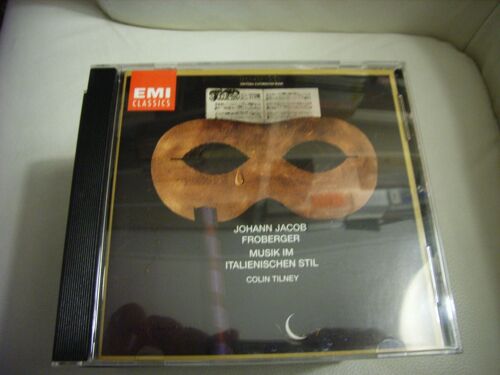 EMI
CLASSICS
JOHANN JACOB
FROBERGER
MUSIK IM
ITALIENISCHEN STIL
COLIN TILNEY